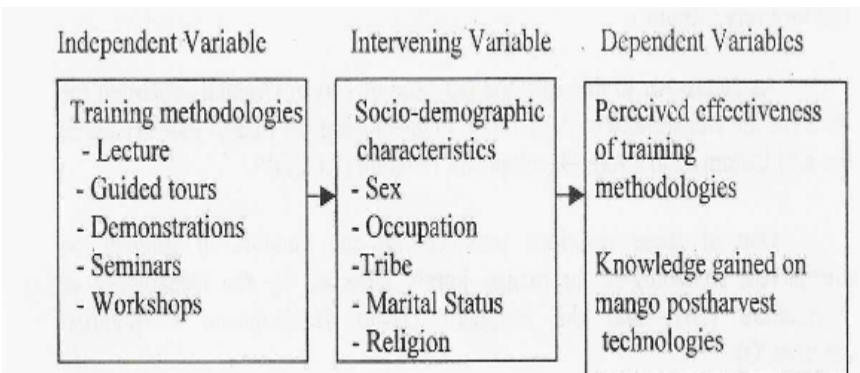 Independent Variable
Training methodologies
- Lecture
- Guided tours
- Demonstrations
- Seminars
- Workshops
Intervening Variable
Socio-demographic
characteristics
- Sex
- Occupation
-Tribe
- Marital Status
- Religion
Dependent Variables
Perceived effectiveness
of training
methodologies
Knowledge gained on
mango postharvest
technologies